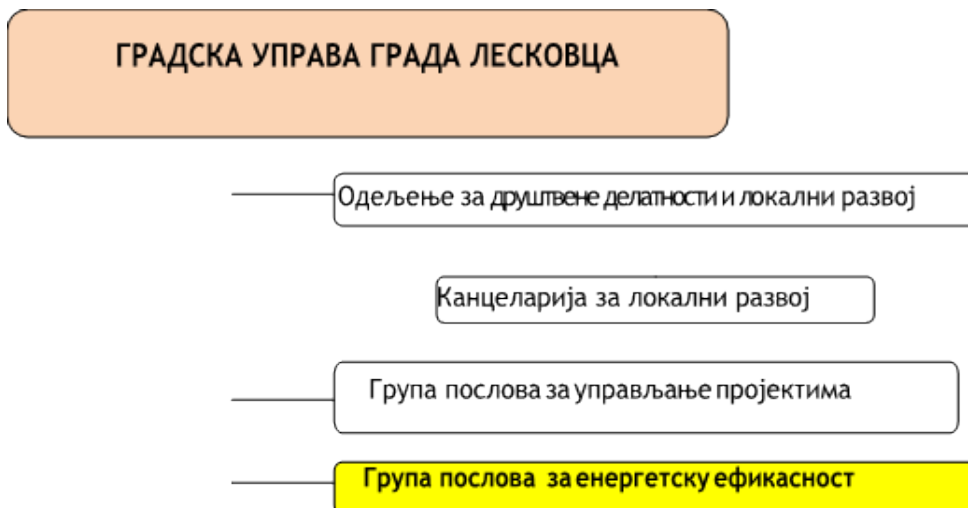 ГРАДСКА УПРАВА ГРАДА ЛЕСКОВЦА
Одељење за друштвене делатности и локални развој
Канцеларија за локални развој
Група послова за управљање пројектима
Група послова за енергетску ефикасност